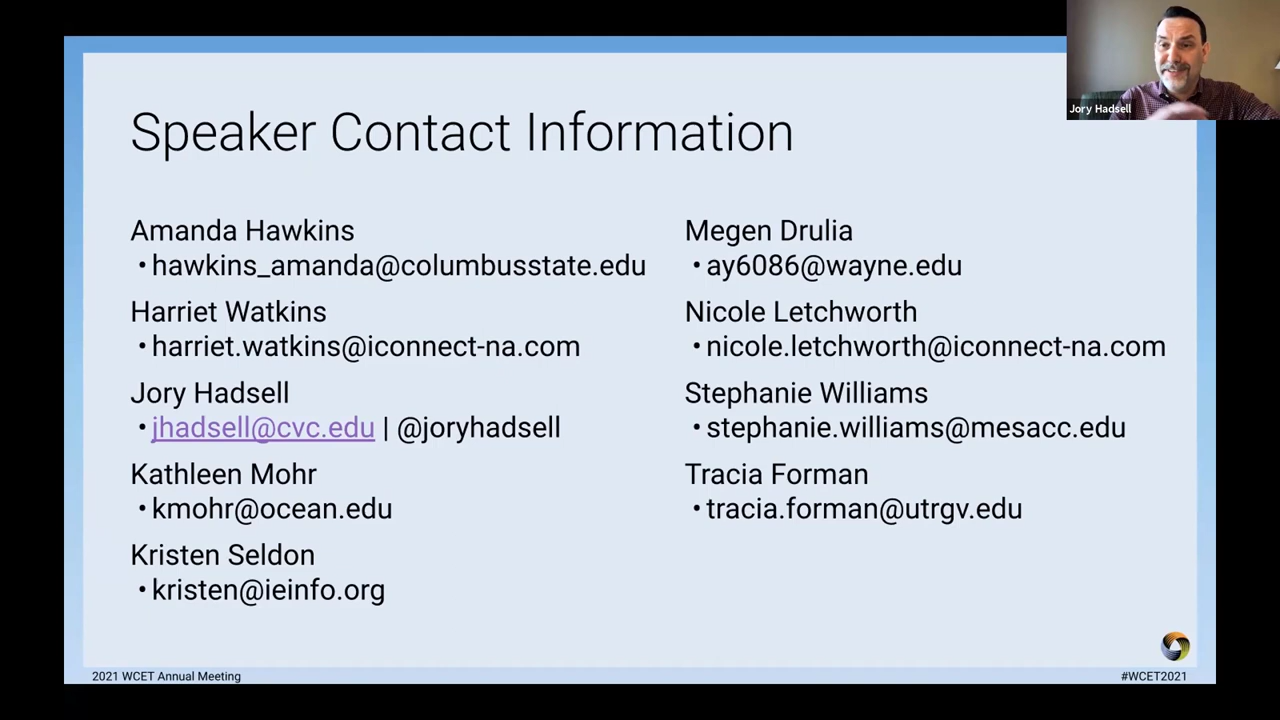 Jory Hadsell
Speaker Contact Information
Amanda Hawkins
• hawkins_amanda@columbusstate.edu
Harriet Watkins
• harriet.watkins@iconnect-na.com
Jory Hadsell
• jhadsell@cvc.edu | @joryhadsell
Kathleen Mohr
• kmohr@ocean.edu
Kristen Seldon
• kristen@ieinfo.org
Megen Drulia
• ay6086@wayne.edu
Nicole Letchworth
• nicole.letchworth@iconnect-na.com
Stephanie Williams
• stephanie.williams@mesacc.edu
Tracia Forman
• tracia.forman@utrgv.edu
2021 WCET Annual Meeting
#WCET2021